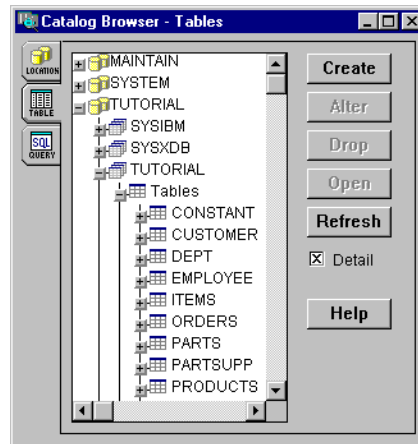 Catalog Browser - Tables
LOCATION
TABLE
SQL
QUERY
MAINTAIN
SYSTEM
TUTORIAL
SYSIBM
SYSXDB
TUTORIAL
Tables
CONSTANT
CUSTOMER
DEPT
EMPLOYEE
ITEMS
ORDERS
PARTS
PARTSUPP
PRODUCTS
Create
Alter
Drop
Open
Refresh
Detail
Help